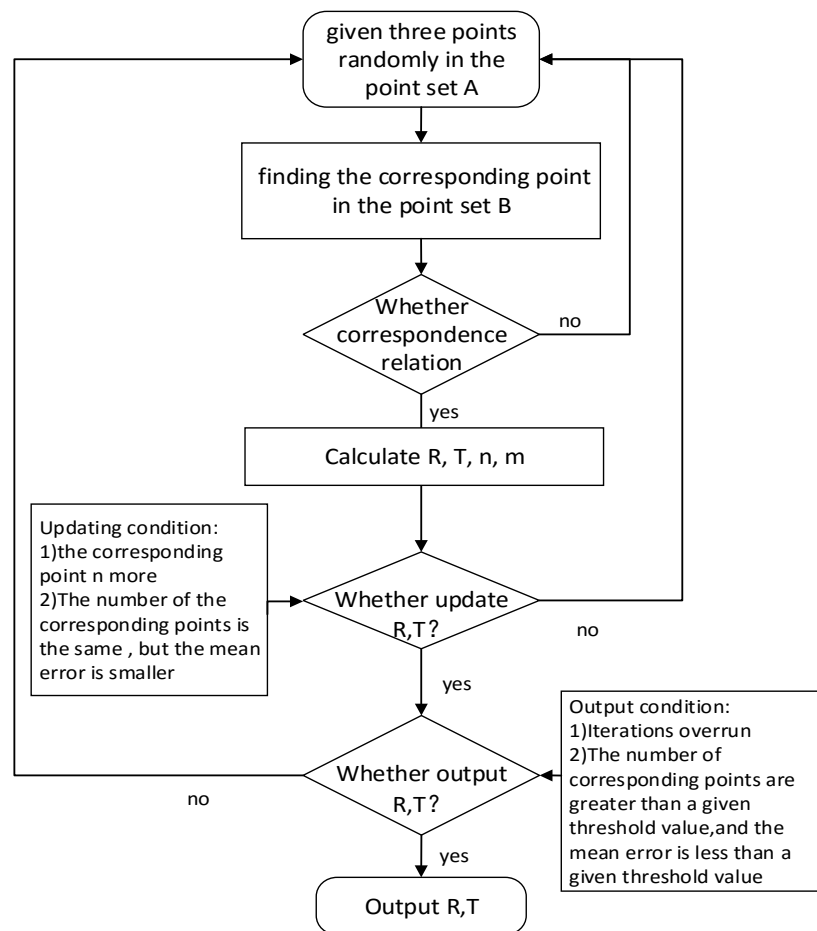 given three points
randomly in the
point set A
finding the corresponding point
in the point set B
Whether
correspondence
relation
no
yes
Calculate R, T, n, m
Updating condition:
1)the corresponding
point n more
2)The number of the
corresponding points is
the same , but the mean
error is smaller
Whether update
R,T?
no
yes
Output condition:
1)Iterations overrun
2)The number of
corresponding points are
greater than a given
threshold value,and the
mean error is less than a
given threshold value
Whether output
R,T?
no
yes
Output R,T